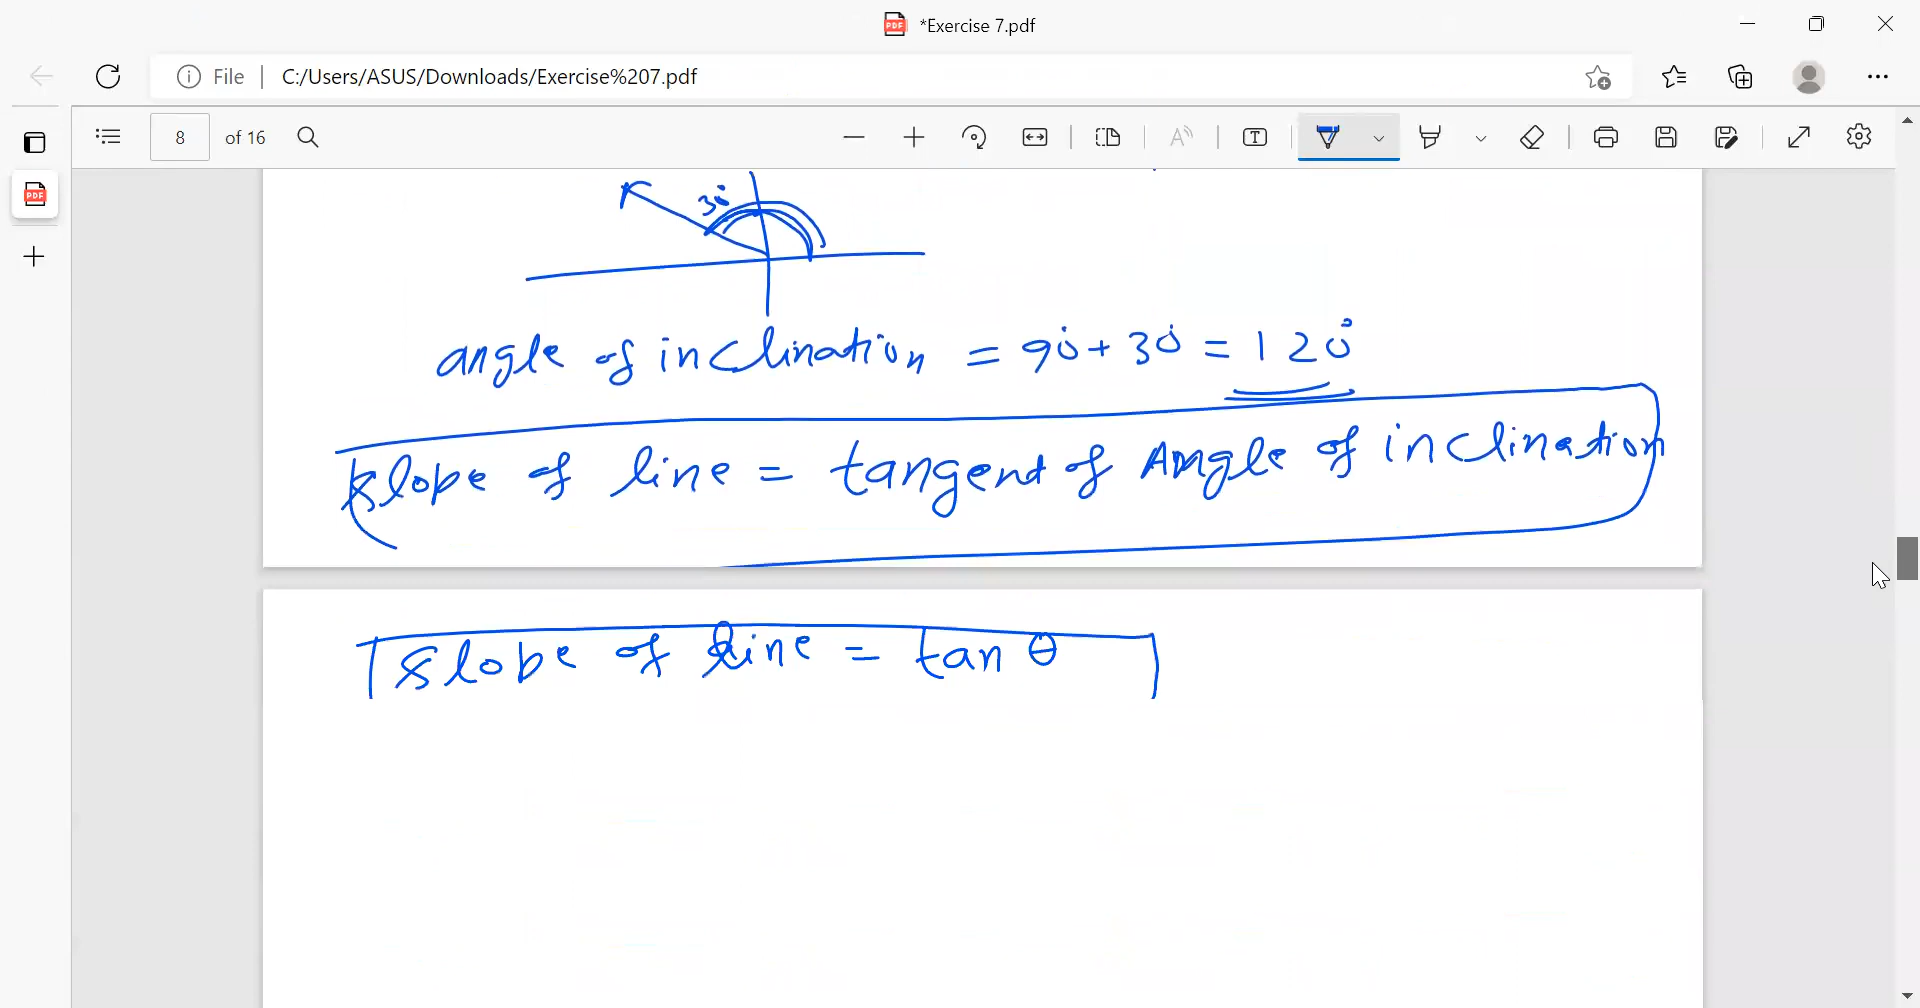 *Exercise 7.pdf
File | C:/Users/ASUS/Downloads/Exercise%207.pdf
8 of 16
30°
angle of inclination = 90° + 30° = 120°
slope of line = tangent of Angle of inclination
slope of line = tan θ